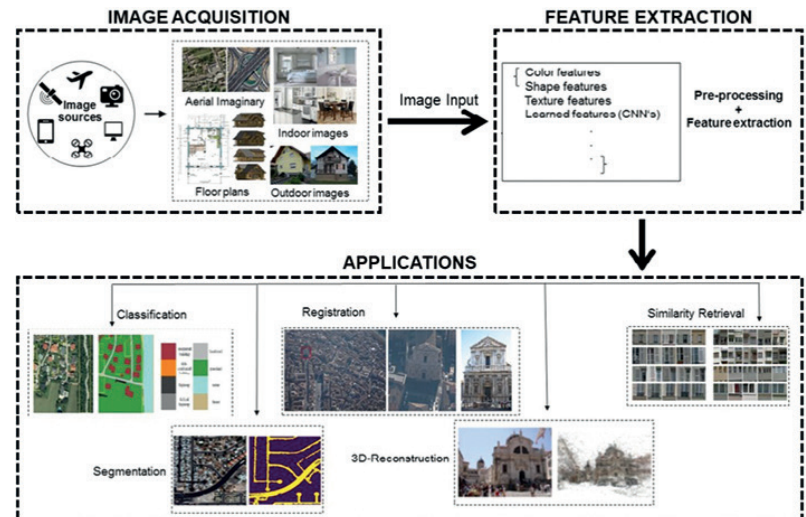 IMAGE ACQUISITION
FEATURE EXTRACTION
Image
sources
Aerial Imaginary
Indoor images
Floor plans
Outdoor images
Image Input
Color features
Shape features
Texture features
Learned features (CNN's)
Pre-processing
+
Feature extraction
APPLICATIONS
Classification
Registration
Similarity Retrieval
Segmentation
3D-Reconstruction